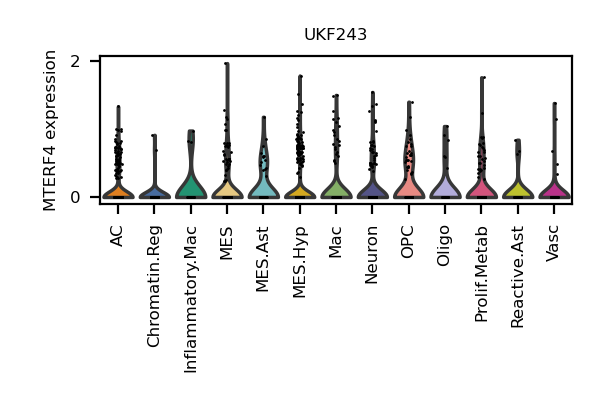 UKF243
MTERF4 expression
2
0
AC
Chromatin.Reg
Inflammatory.Mac
MES
MES.Ast
MES.Hyp
Mac
Neuron
OPC
Oligo
Prolif.Metab
Reactive.Ast
Vasc